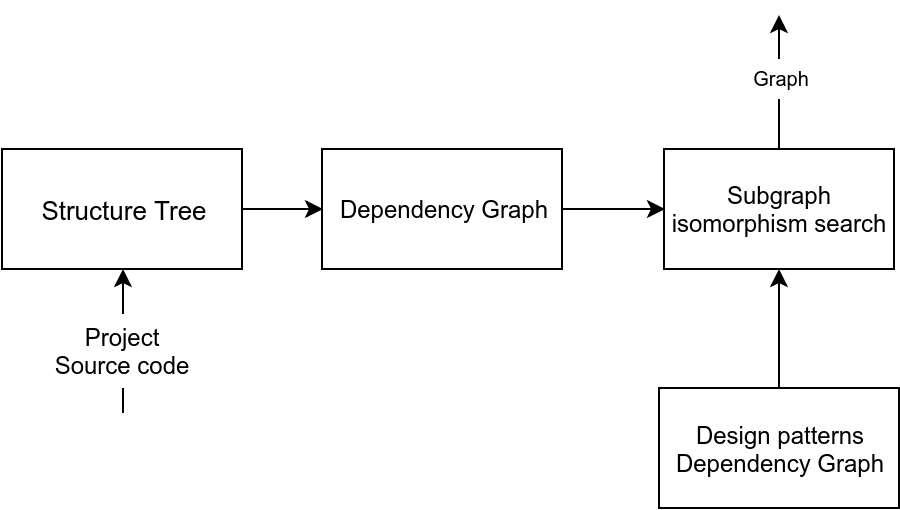 Graph
Structure Tree
Dependency Graph
Subgraph
isomorphism search
Project
Source code
Design patterns
Dependency Graph